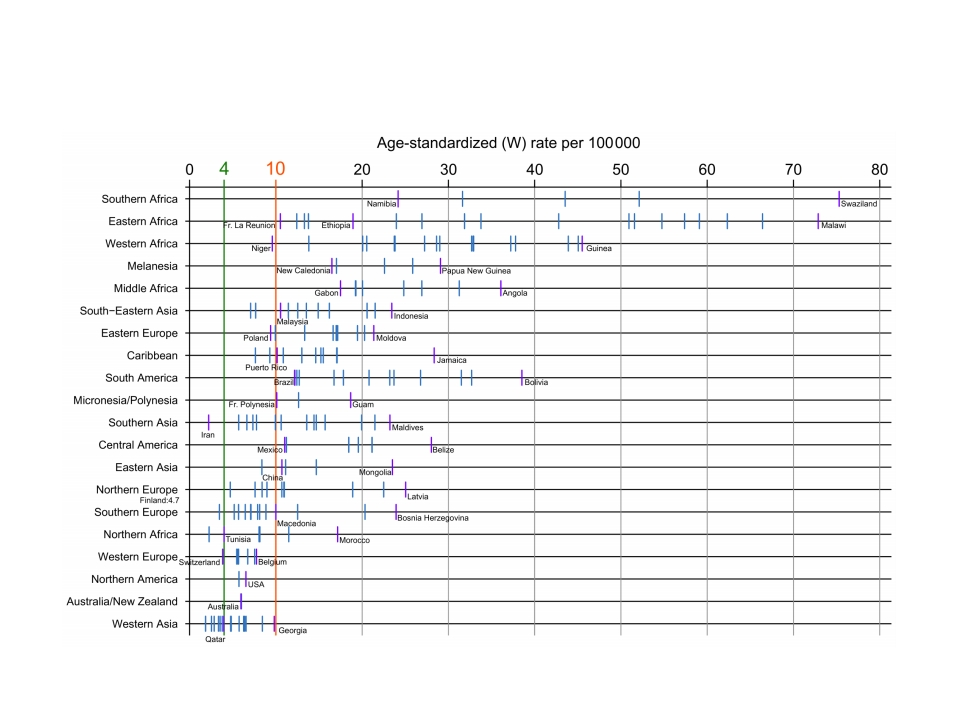 Age-standardized (W) rate per 100000
0 4 10 20 30 40 50 60 70 80
Southern Africa
Namibia
Swaziland
Eastern Africa
Fr. La Reunion
Ethiopia
Malawi
Western Africa
Niger
Guinea
Melanesia
New Caledonia
Papua New Guinea
Middle Africa
Gabon
Angola
South-Eastern Asia
Malaysia
Indonesia
Eastern Europe
Poland
Moldova
Caribbean
Puerto Rico
Jamaica
South America
Brazil
Bolivia
Micronesia/Polynesia
Fr. Polynesia
Guam
Southern Asia
Iran
Maldives
Central America
Mexico
Belize
Eastern Asia
China
Mongolia
Northern Europe
Finland:4.7
Latvia
Southern Europe
Macedonia
Bosnia Herzegovina
Northern Africa
Tunisia
Morocco
Western Europe
Switzerland
Belgium
Northern America
USA
Australia/New Zealand
Australia
Western Asia
Qatar
Georgia